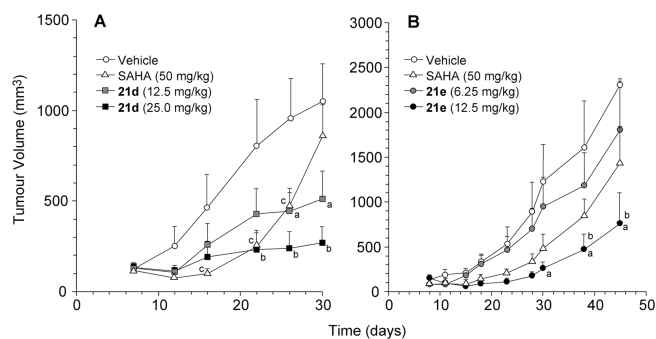 A
B
Vehicle
SAHA (50 mg/kg)
21d (12.5 mg/kg)
21d (25.0 mg/kg)
Vehicle
SAHA (50 mg/kg)
21e (6.25 mg/kg)
21e (12.5 mg/kg)
Tumour Volume (mm³)
1500
1000
500
0
3000
2500
2000
1500
1000
500
0
c
c
c
a
a
b
b
b
a
a
b
a
b
0 10 20 30
0 10 20 30 40 50
Time (days)